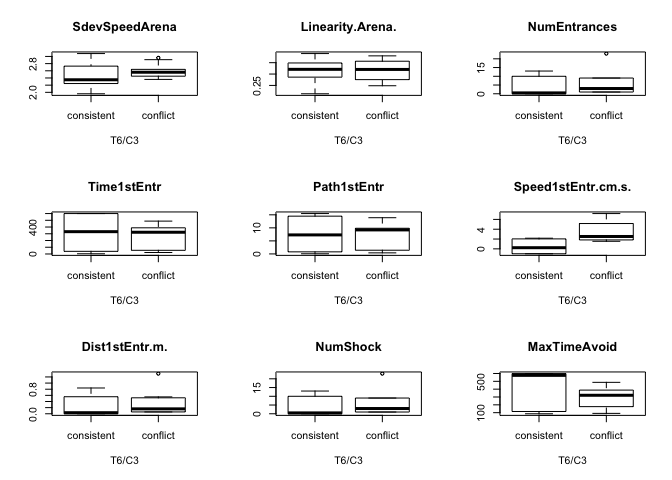 SdevSpeedArena
2.0 2.8
consistent conflict
T6/C3
Linearity.Arena.
0.25
consistent conflict
T6/C3
NumEntrances
0 15
consistent conflict
T6/C3
Time1stEntr
0 400
consistent conflict
T6/C3
Path1stEntr
0 10
consistent conflict
T6/C3
Speed1stEntr.cm.s.
0 4
consistent conflict
T6/C3
Dist1stEntr.m.
0.0 0.8
consistent conflict
T6/C3
NumShock
0 15
consistent conflict
T6/C3
MaxTimeAvoid
100 500
consistent conflict
T6/C3